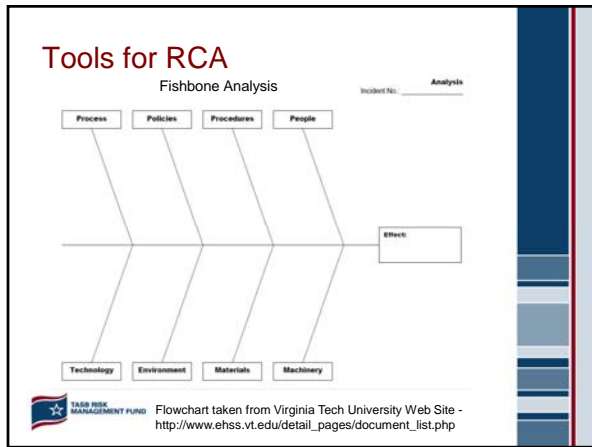 Tools for RCA
Fishbone Analysis
Analysis
Incident No.:
Process Policies Procedures People
Effect:
Technology Environment Materials Machinery
TASB RISK
MANAGEMENT FUND
Flowchart taken from Virginia Tech University Web Site -
http://www.ehss.vt.edu/detail_pages/document_list.php